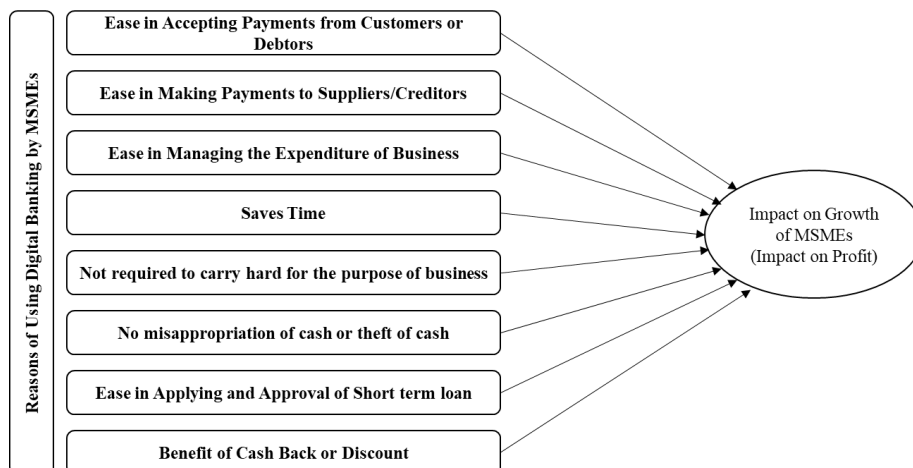 Reasons of Using Digital Banking by MSMEs
Ease in Accepting Payments from Customers or
Debtors
Ease in Making Payments to Suppliers/Creditors
Ease in Managing the Expenditure of Business
Saves Time
Not required to carry hard for the purpose of business
No misappropriation of cash or theft of cash
Ease in Applying and Approval of Short term loan
Benefit of Cash Back or Discount
Impact on Growth
of MSMEs
(Impact on Profit)